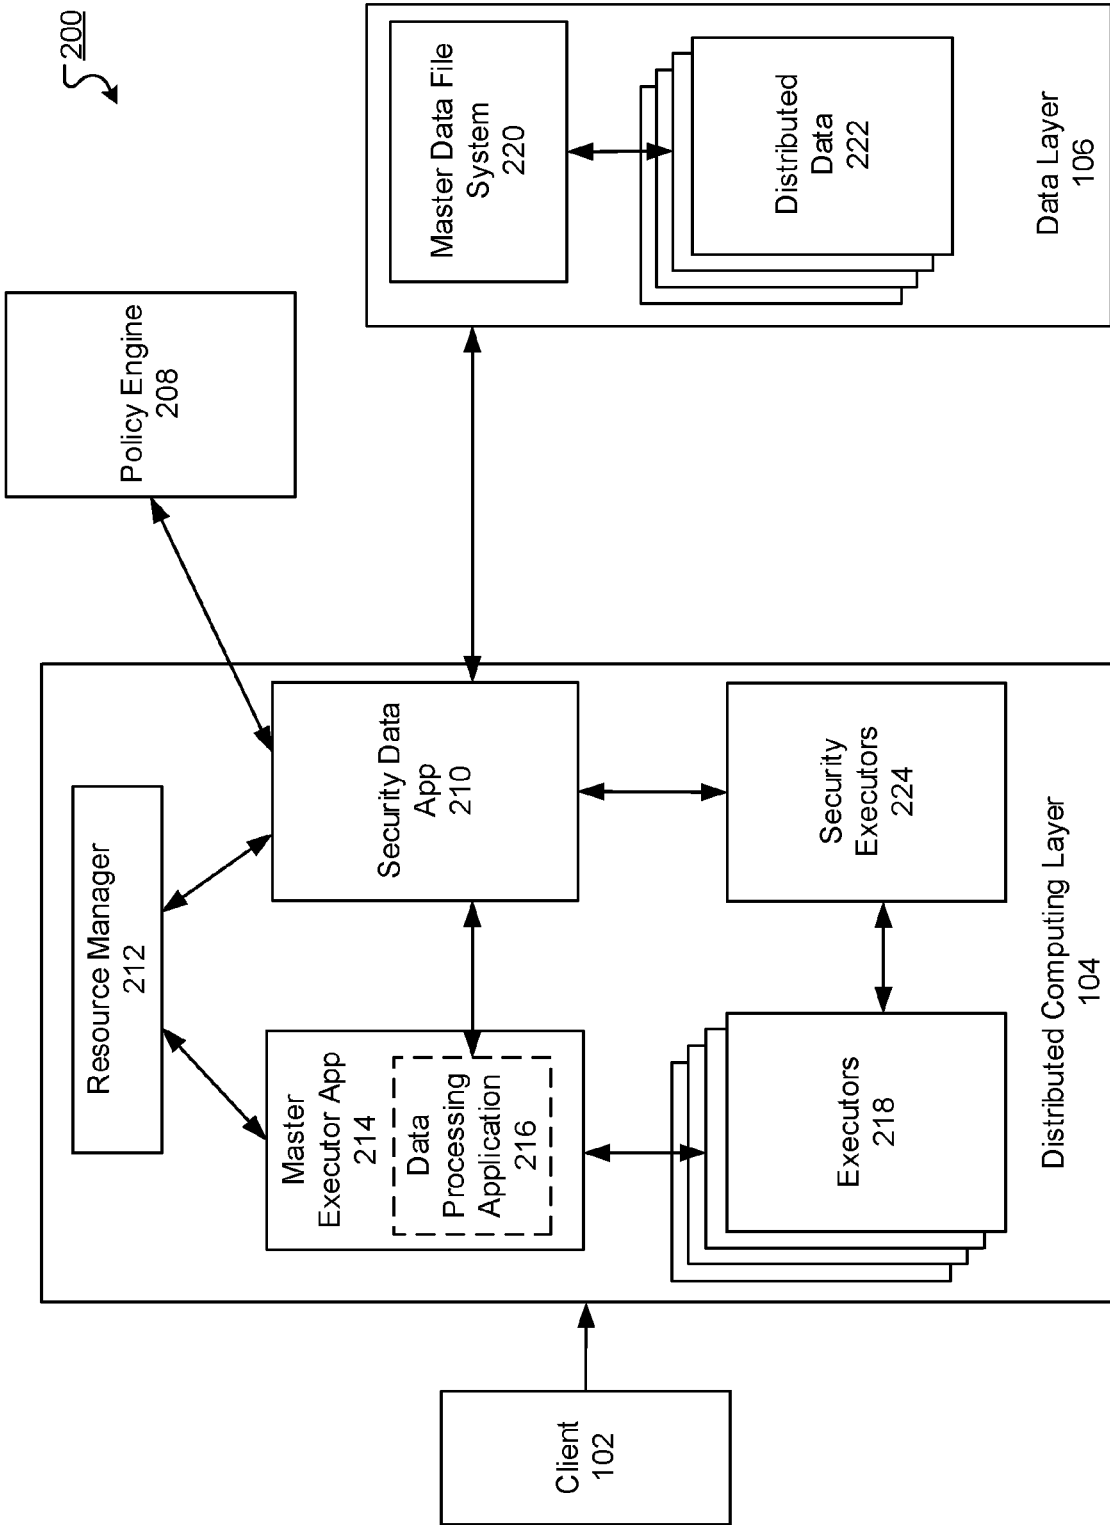 200
Policy Engine
208
Resource Manager
212
Master
Executor App
214
Data
Processing
Application
216
Security Data
App
210
Executors
218
Security
Executors
224
Distributed Computing Layer
104
Client
102
Master Data File
System
220
Distributed
Data
222
Data Layer
106